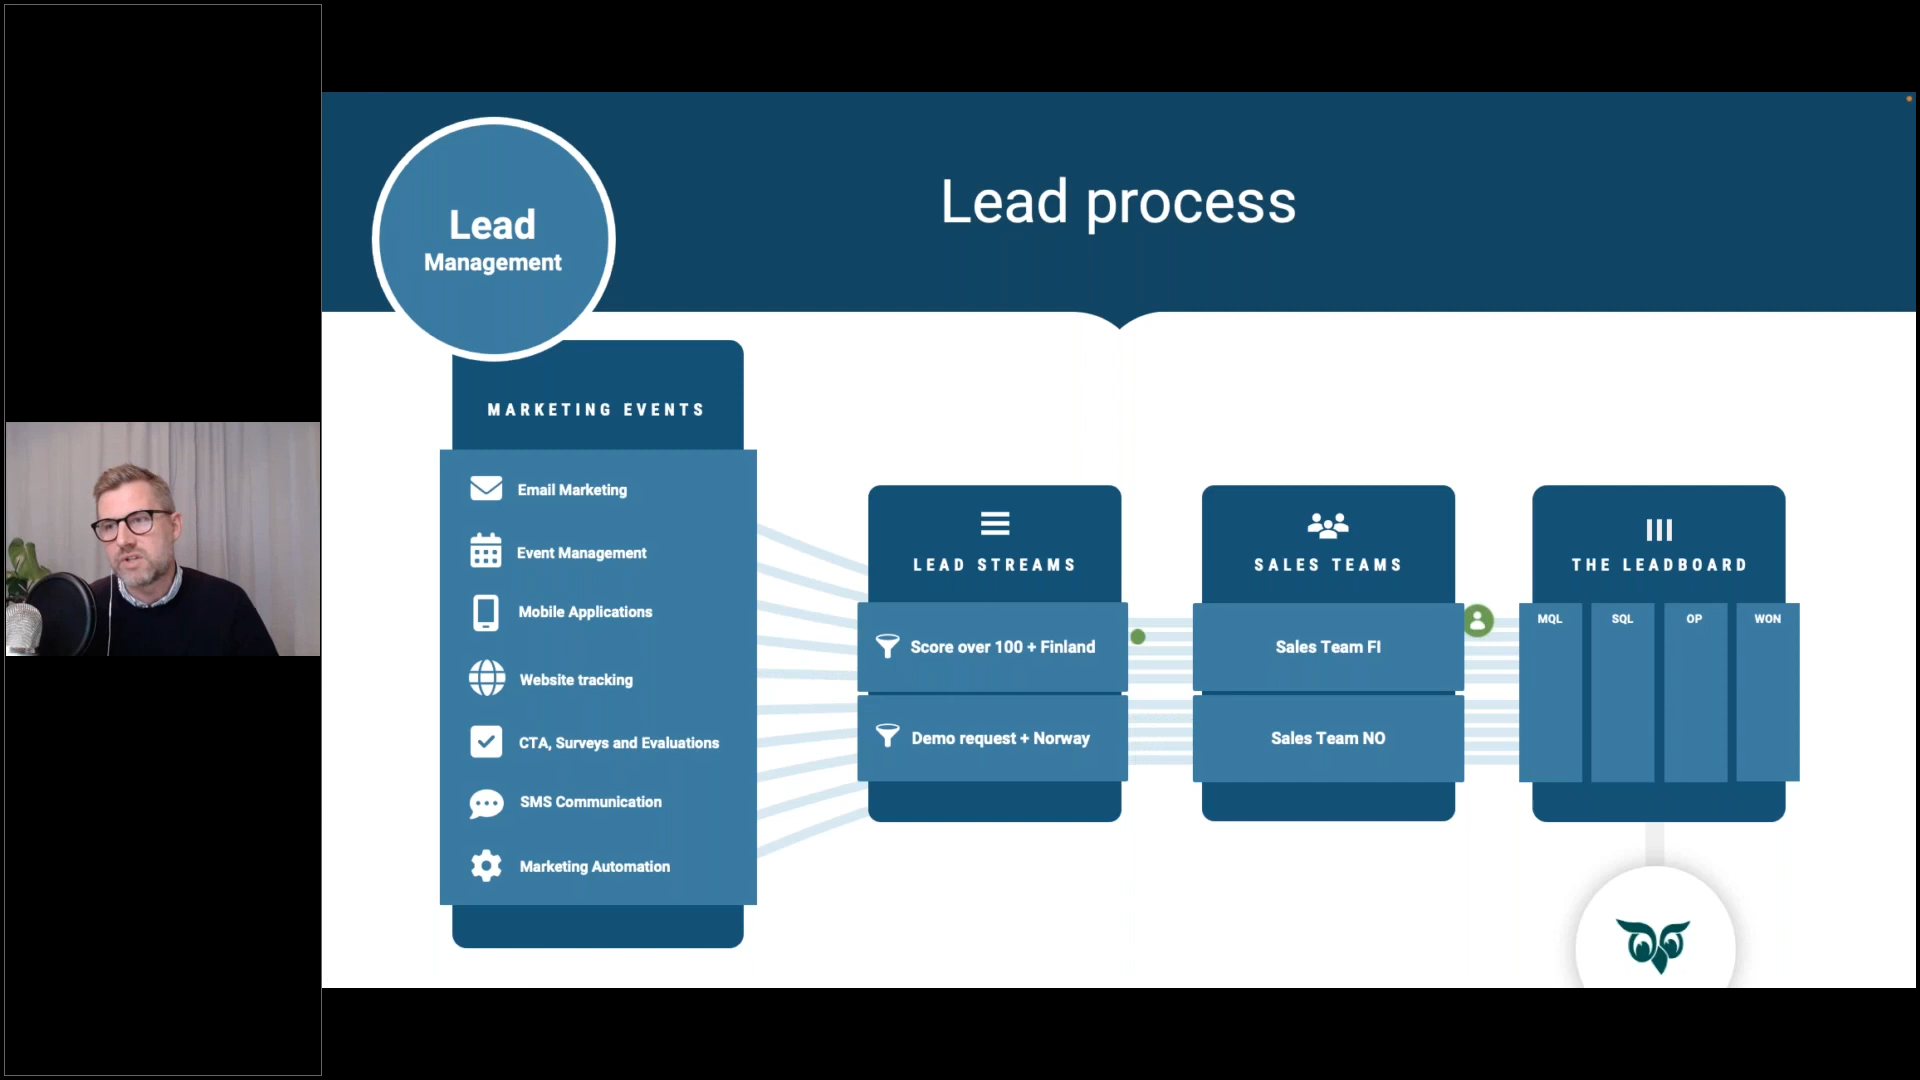 Lead
Management
Lead process
MARKETING EVENTS
Email Marketing
Event Management
Mobile Applications
Website tracking
CTA, Surveys and Evaluations
SMS Communication
Marketing Automation
LEAD STREAMS
Score over 100 + Finland
Demo request + Norway
SALES TEAMS
Sales Team FI
Sales Team NO
THE LEADBOARD
MQL SQL OP WON